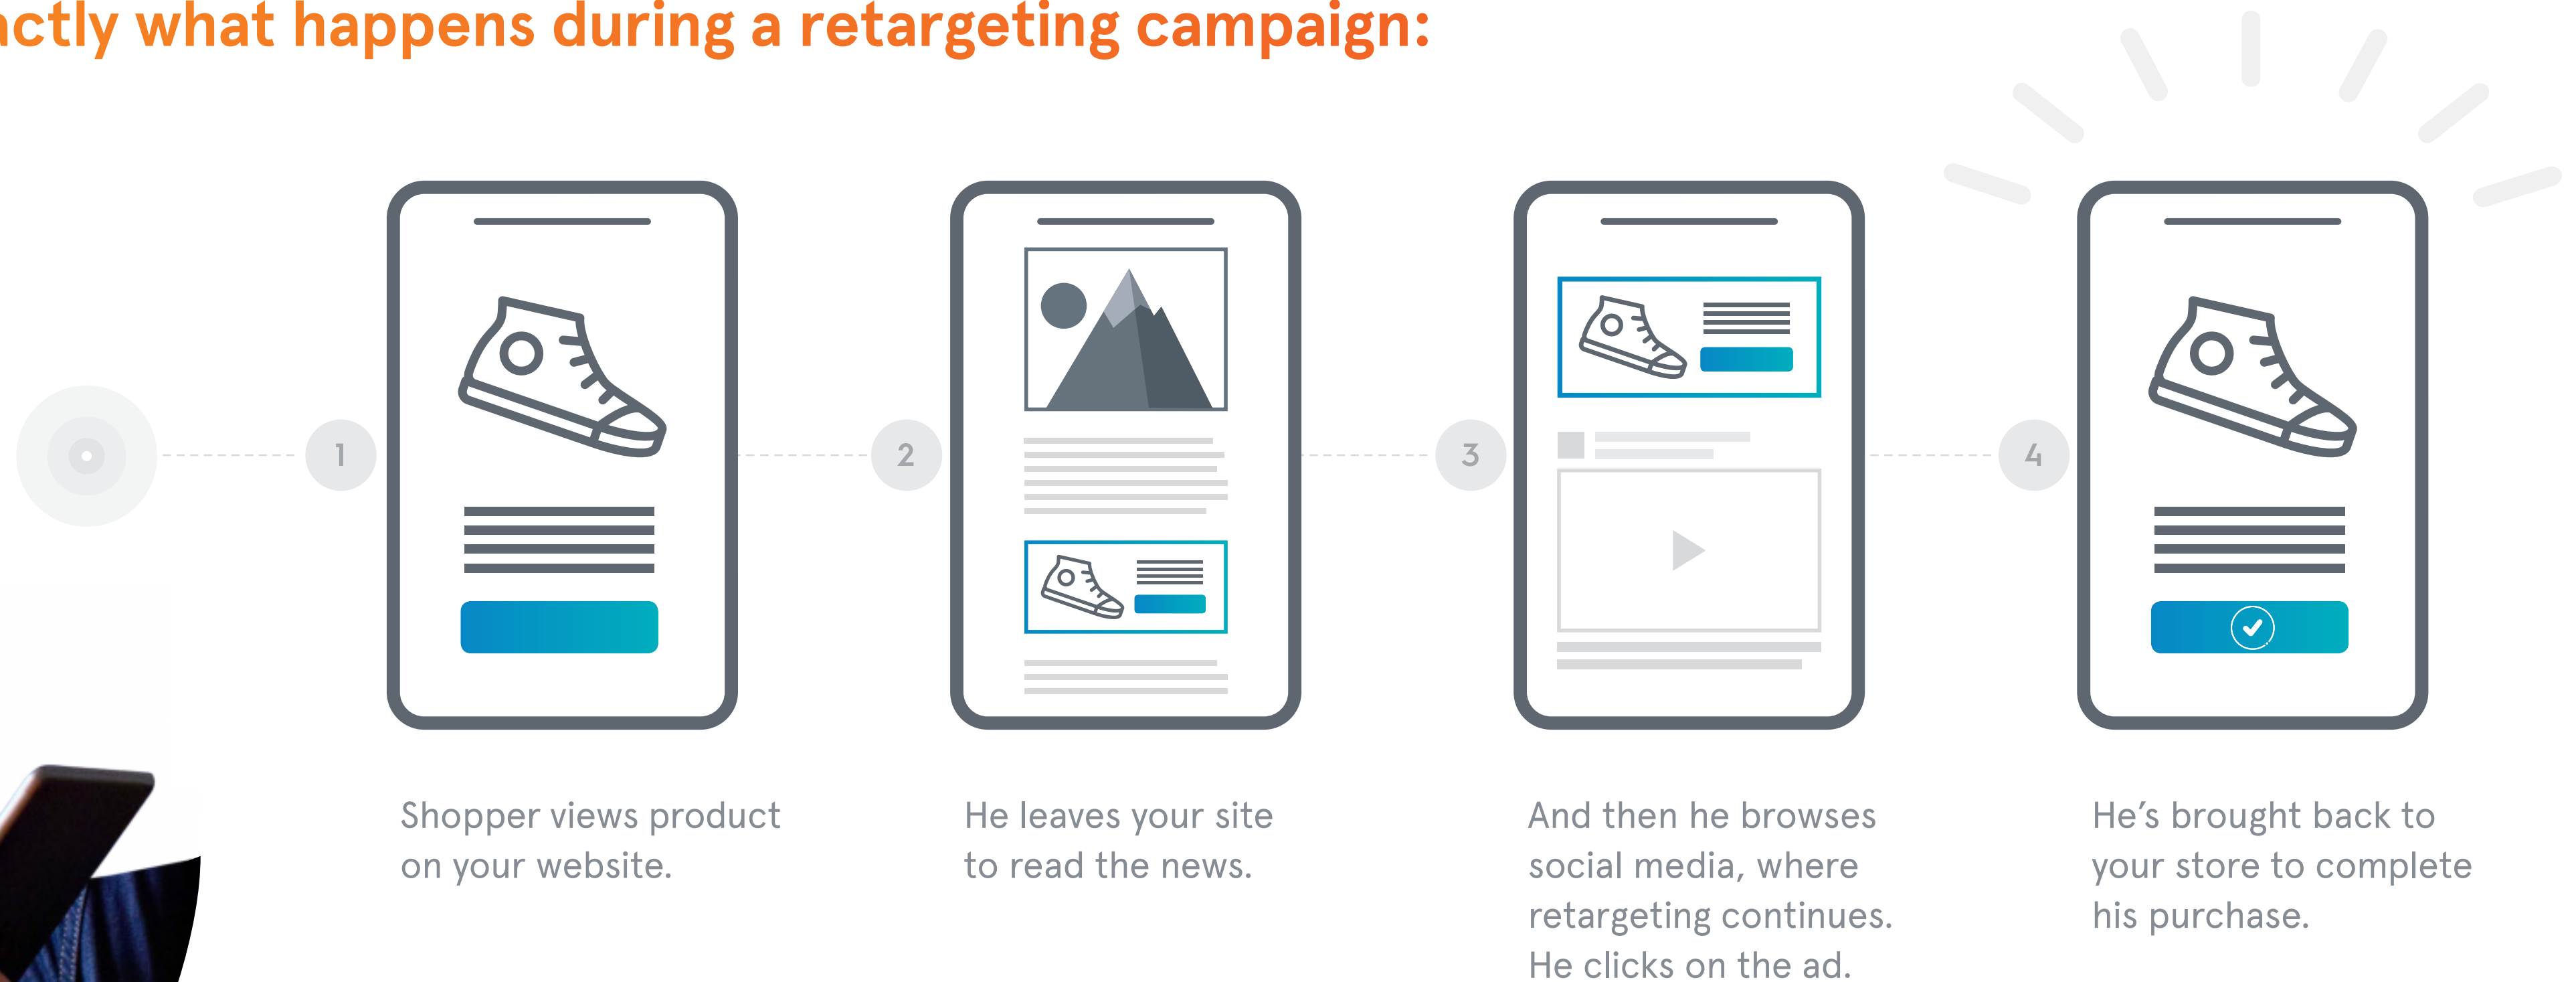 actly what happens during a retargeting campaign:
1
2
3
4
Shopper views product
on your website.
He leaves your site
to read the news.
And then he browses
social media, where
retargeting continues.
He clicks on the ad.
He’s brought back to
your store to complete
his purchase.